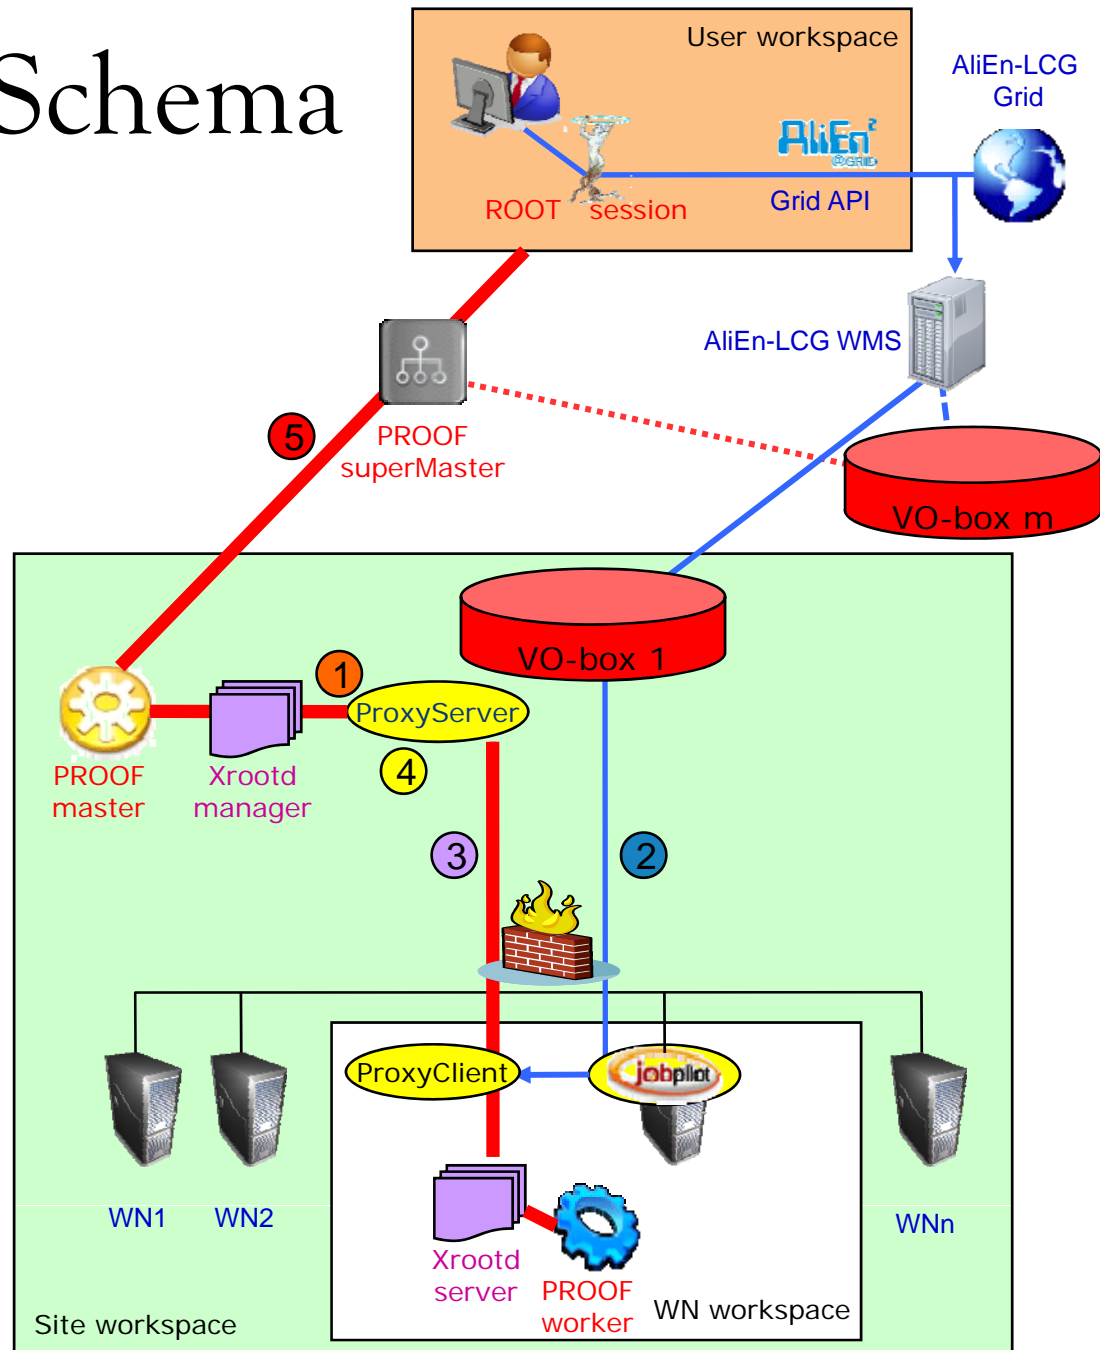 Schema
User workspace
AliEn-LCG
Grid
AliEn²
@GRID
ROOT session
Grid API
AliEn-LCG WMS
PROOF
superMaster
5
VO-box m
VO-box 1
1
ProxyServer
4
PROOF
master
Xrootd
manager
3
2
ProxyClient
jobpilot
WN1
WN2
WNn
Xrootd
server
PROOF
worker
WN workspace
Site workspace